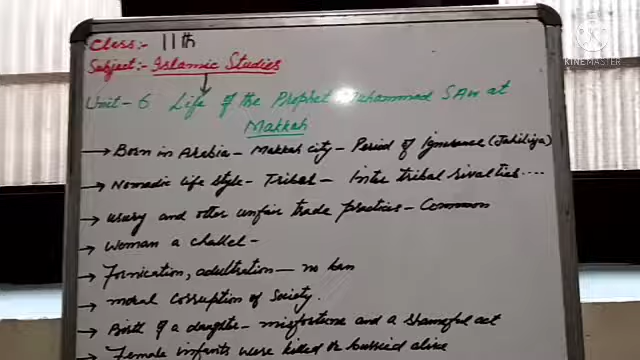 Class:- 11th
Subject:- Islamic Studies
Unit-6 Life of the Prophet Muhammad SAW at
Makkah
→ Born in Arabia - Makkah city - Period of Ignorance (Jahiliya)
→ Nomadic life style - Tribal - Inter tribal rivalties....
→ usury and other unfair trade practices - Common
→ Woman a challel -
→ Fornication, adultration - no ban
→ moral corruption of Society.
→ Birth of a daughter - misfortune and a shameful act
→ Female infants were killed or burried alive
KINEMASTER